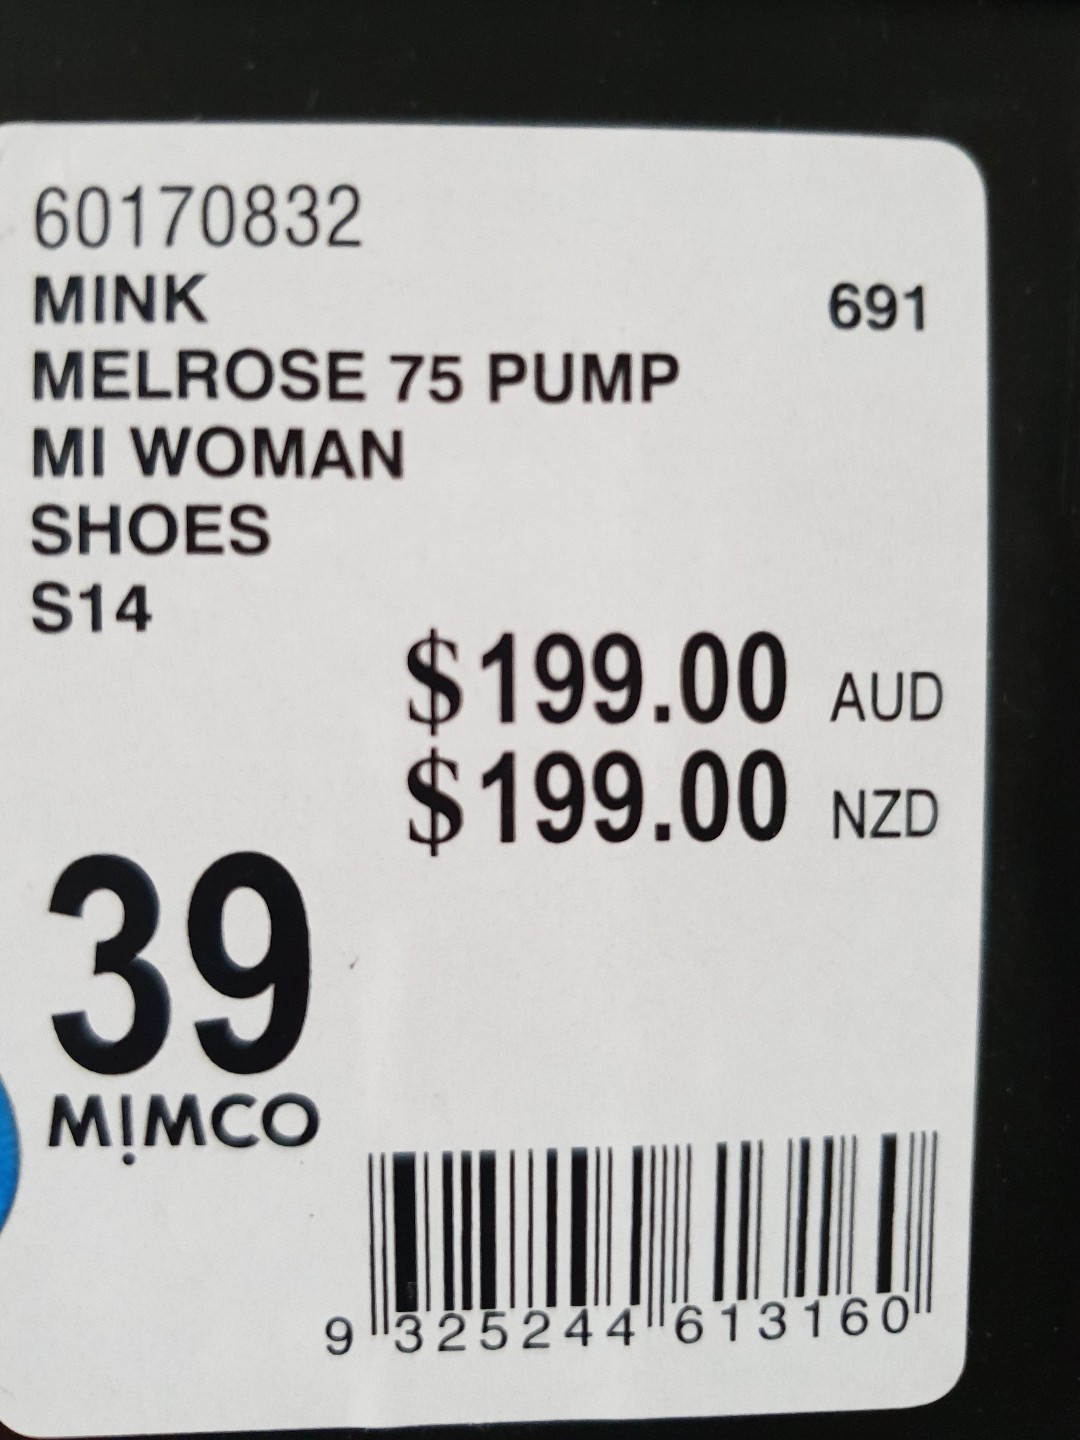 60170832
MINK 691
MELROSE 75 PUMP
MI WOMAN
SHOES
S14
$199.00 AUD
$199.00 NZD
39
M!MCO
9 325244 613160